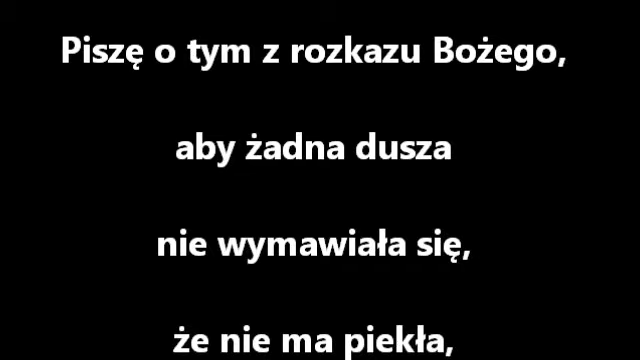 Piszę o tym z rozkazu Bożego,
aby żadna dusza
nie wymawiała się,
że nie ma piekła,